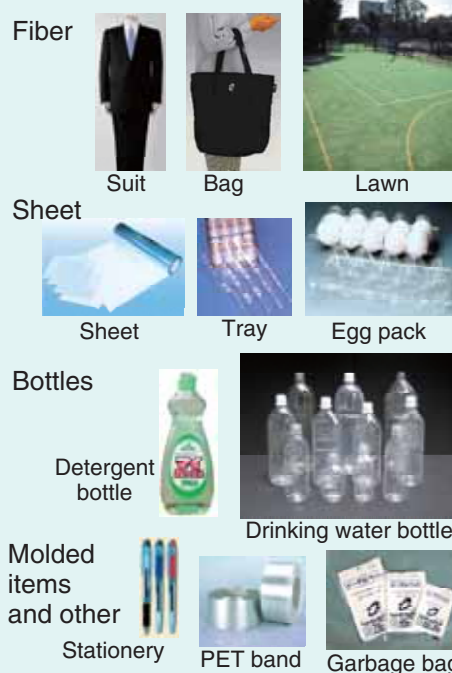 Fiber
Suit
Bag
Lawn
Sheet
Sheet
Tray
Egg pack
Bottles
Detergent
bottle
Drinking water bottle
Molded
items
and other
Stationery
PET band
Garbage bag